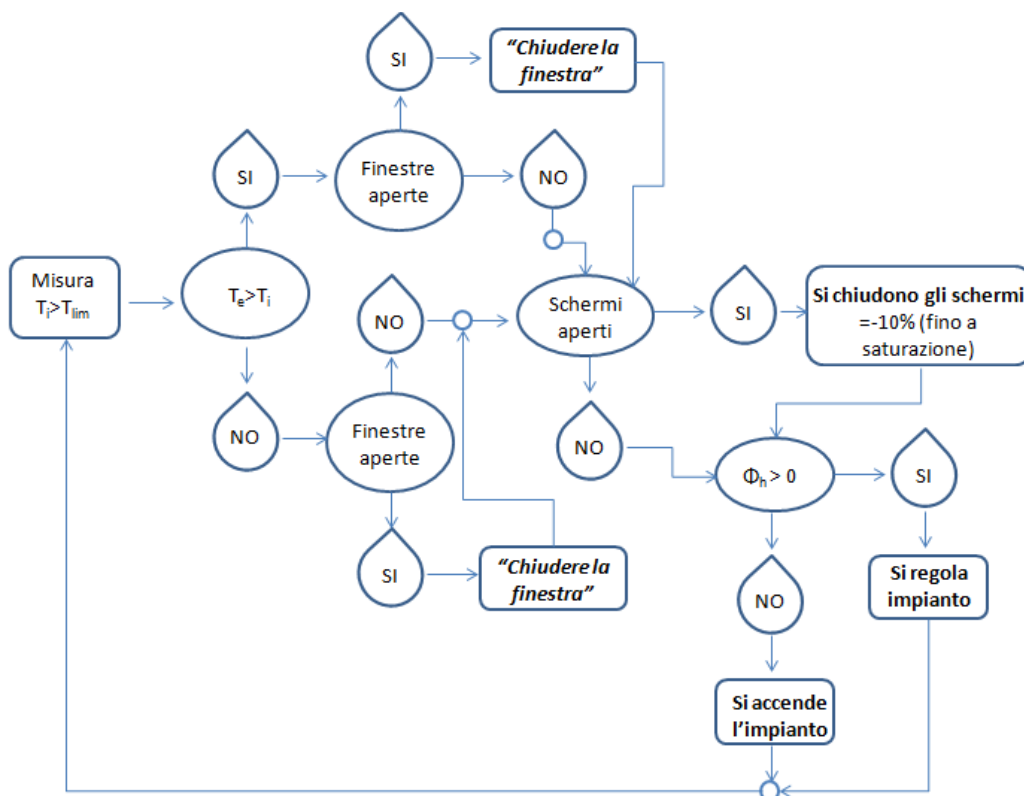 SI
“Chiudere la
finestra”
SI
Finestre
aperte
NO
Misura
Ti>Tlim
Te>Ti
NO
Schermi
aperti
SI
Si chiudono gli schermi
=-10% (fino a
saturazione)
NO
Finestre
aperte
NO
Φh > 0
SI
SI
“Chiudere la
finestra”
NO
Si regola
impianto
Si accende
l’impianto